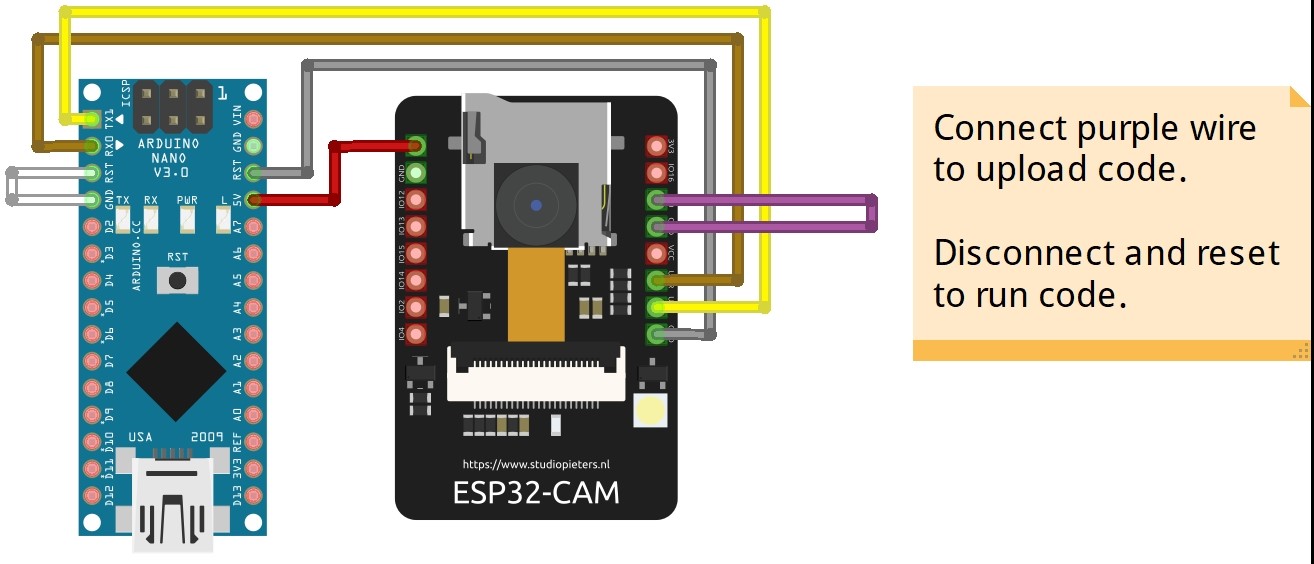 ICSP
1
TX1
RX0
RST
GND
D2
D3
D4
D5
D6
D7
D8
D9
D10
D11
D12
VIN
GND
RST
5V
A7
A6
A5
A4
A3
A2
A1
A0
REF
3V3
D13
ARDUINO
NANO
V3.0
TX RX PWR L
ARDUINO.CC
RST
USA 2009
GND
IO12
IO13
IO15
IO14
IO2
IO4
3V3
IO16
VCC
https://www.studiopieters.nl
ESP32-CAM
Connect purple wire
to upload code.
Disconnect and reset
to run code.